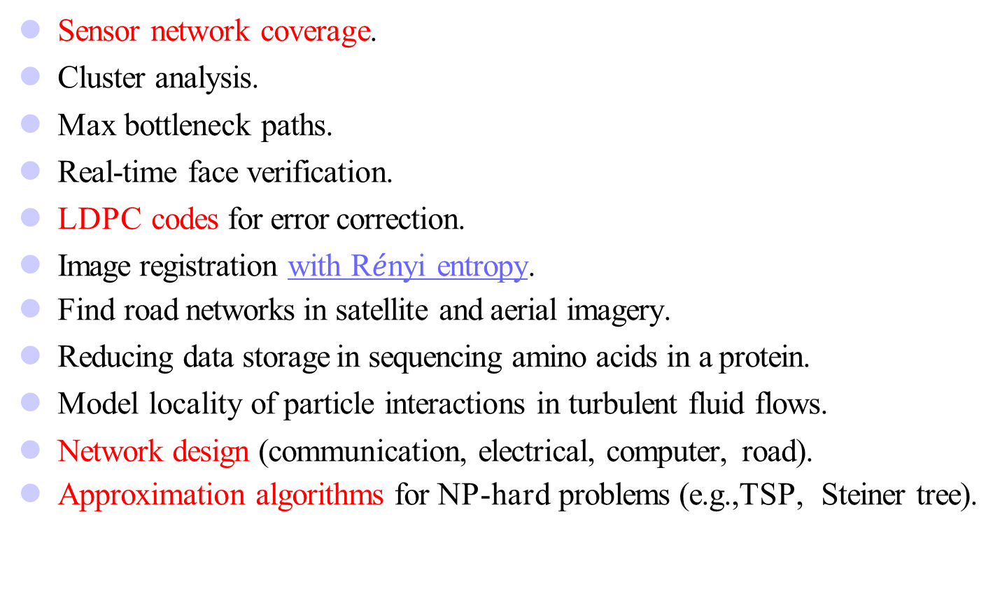 Sensor network coverage.
Cluster analysis.
Max bottleneck paths.
Real-time face verification.
LDPC codes for error correction.
Image registration with Rényi entropy.
Find road networks in satellite and aerial imagery.
Reducing data storage in sequencing amino acids in a protein.
Model locality of particle interactions in turbulent fluid flows.
Network design (communication, electrical, computer, road).
Approximation algorithms for NP-hard problems (e.g.,TSP, Steiner tree).